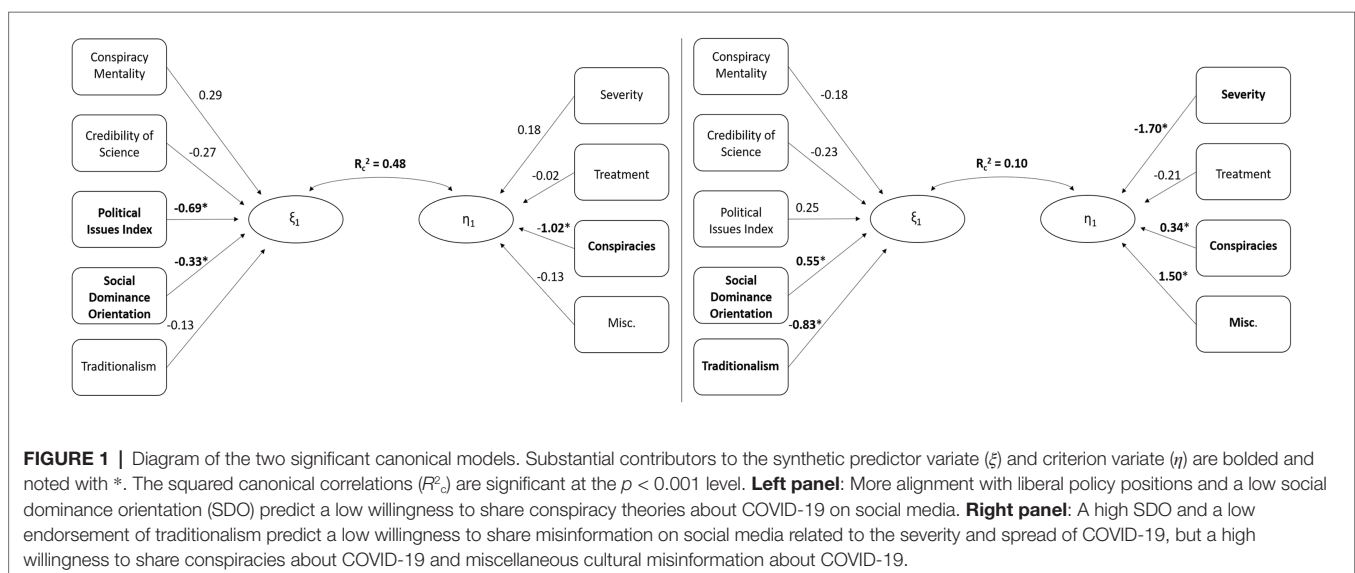 Conspiracy
Mentality
Credibility of
Science
Political
Issues Index
Social
Dominance
Orientation
Traditionalism
0.29
-0.27
-0.69*
-0.33*
-0.13
ξ1
Rc2 = 0.48
η1
0.18
-0.02
-1.02*
-0.13
Severity
Treatment
Conspiracies
Misc.
Conspiracy
Mentality
Credibility of
Science
Political
Issues Index
Social
Dominance
Orientation
Traditionalism
-0.18
-0.23
0.25
0.55*
-0.83*
ξ1
Rc2 = 0.10
η1
-1.70*
-0.21
0.34*
1.50*
Severity
Treatment
Conspiracies
Misc.
FIGURE 1 | Diagram of the two significant canonical models. Substantial contributors to the synthetic predictor variate (ξ) and criterion variate (η) are bolded and
noted with *. The squared canonical correlations (R2c) are significant at the p < 0.001 level. Left panel: More alignment with liberal policy positions and a low social
dominance orientation (SDO) predict a low willingness to share conspiracy theories about COVID-19 on social media. Right panel: A high SDO and a low
endorsement of traditionalism predict a low willingness to share misinformation on social media related to the severity and spread of COVID-19, but a high
willingness to share conspiracies about COVID-19 and miscellaneous cultural misinformation about COVID-19.